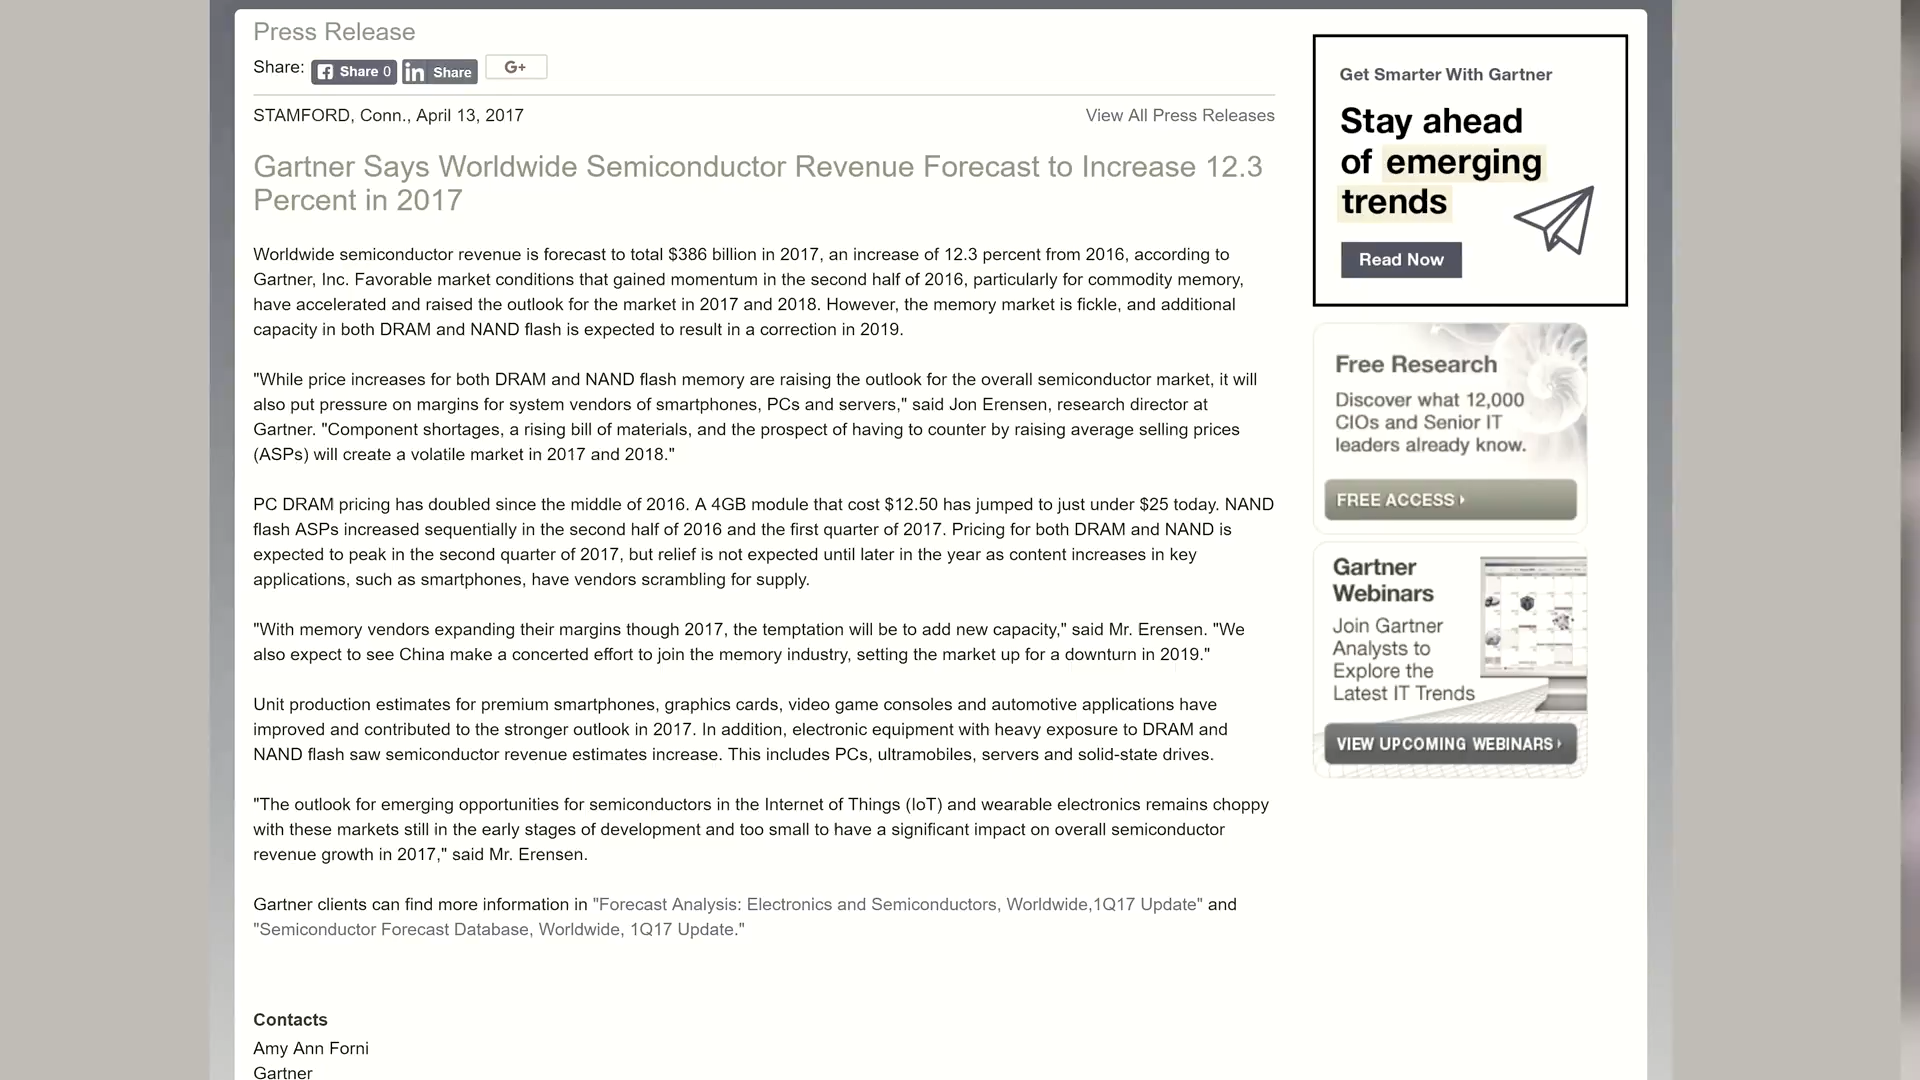 Press Release
Share: Share 0 in Share G+
STAMFORD, Conn., April 13, 2017
View All Press Releases
Gartner Says Worldwide Semiconductor Revenue Forecast to Increase 12.3
Percent in 2017
Worldwide semiconductor revenue is forecast to total $386 billion in 2017, an increase of 12.3 percent from 2016, according to
Gartner, Inc. Favorable market conditions that gained momentum in the second half of 2016, particularly for commodity memory,
have accelerated and raised the outlook for the market in 2017 and 2018. However, the memory market is fickle, and additional
capacity in both DRAM and NAND flash is expected to result in a correction in 2019.
"While price increases for both DRAM and NAND flash memory are raising the outlook for the overall semiconductor market, it will
also put pressure on margins for system vendors of smartphones, PCs and servers," said Jon Erensen, research director at
Gartner. "Component shortages, a rising bill of materials, and the prospect of having to counter by raising average selling prices
(ASPs) will create a volatile market in 2017 and 2018."
PC DRAM pricing has doubled since the middle of 2016. A 4GB module that cost $12.50 has jumped to just under $25 today. NAND
flash ASPs increased sequentially in the second half of 2016 and the first quarter of 2017. Pricing for both DRAM and NAND is
expected to peak in the second quarter of 2017, but relief is not expected until later in the year as content increases in key
applications, such as smartphones, have vendors scrambling for supply.
"With memory vendors expanding their margins though 2017, the temptation will be to add new capacity," said Mr. Erensen. "We
also expect to see China make a concerted effort to join the memory industry, setting the market up for a downturn in 2019."
Unit production estimates for premium smartphones, graphics cards, video game consoles and automotive applications have
improved and contributed to the stronger outlook in 2017. In addition, electronic equipment with heavy exposure to DRAM and
NAND flash saw semiconductor revenue estimates increase. This includes PCs, ultramobiles, servers and solid-state drives.
"The outlook for emerging opportunities for semiconductors in the Internet of Things (IoT) and wearable electronics remains choppy
with these markets still in the early stages of development and too small to have a significant impact on overall semiconductor
revenue growth in 2017," said Mr. Erensen.
Gartner clients can find more information in "Forecast Analysis: Electronics and Semiconductors, Worldwide,1Q17 Update" and
"Semiconductor Forecast Database, Worldwide, 1Q17 Update."
Contacts
Amy Ann Forni
Gartner
Get Smarter With Gartner
Stay ahead
of emerging
trends
Read Now
Free Research
Discover what 12,000
CIOs and Senior IT
leaders already know.
FREE ACCESS
Gartner
Webinars
Join Gartner
Analysts to
Explore the
Latest IT Trends
VIEW UPCOMING WEBINARS